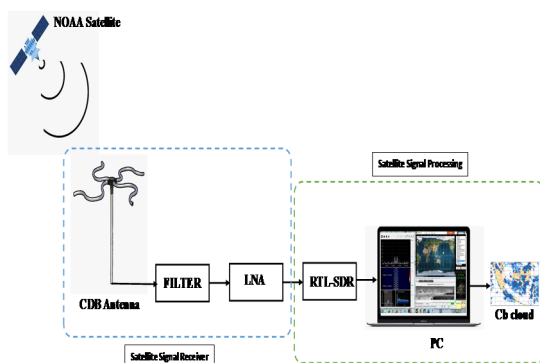 NOAA Satellite
Satellite Signal Processing
FILTER
LNA
RTL-SDR
CDB Antenna
Cb cloud
PC
Satellite Signal Receiver